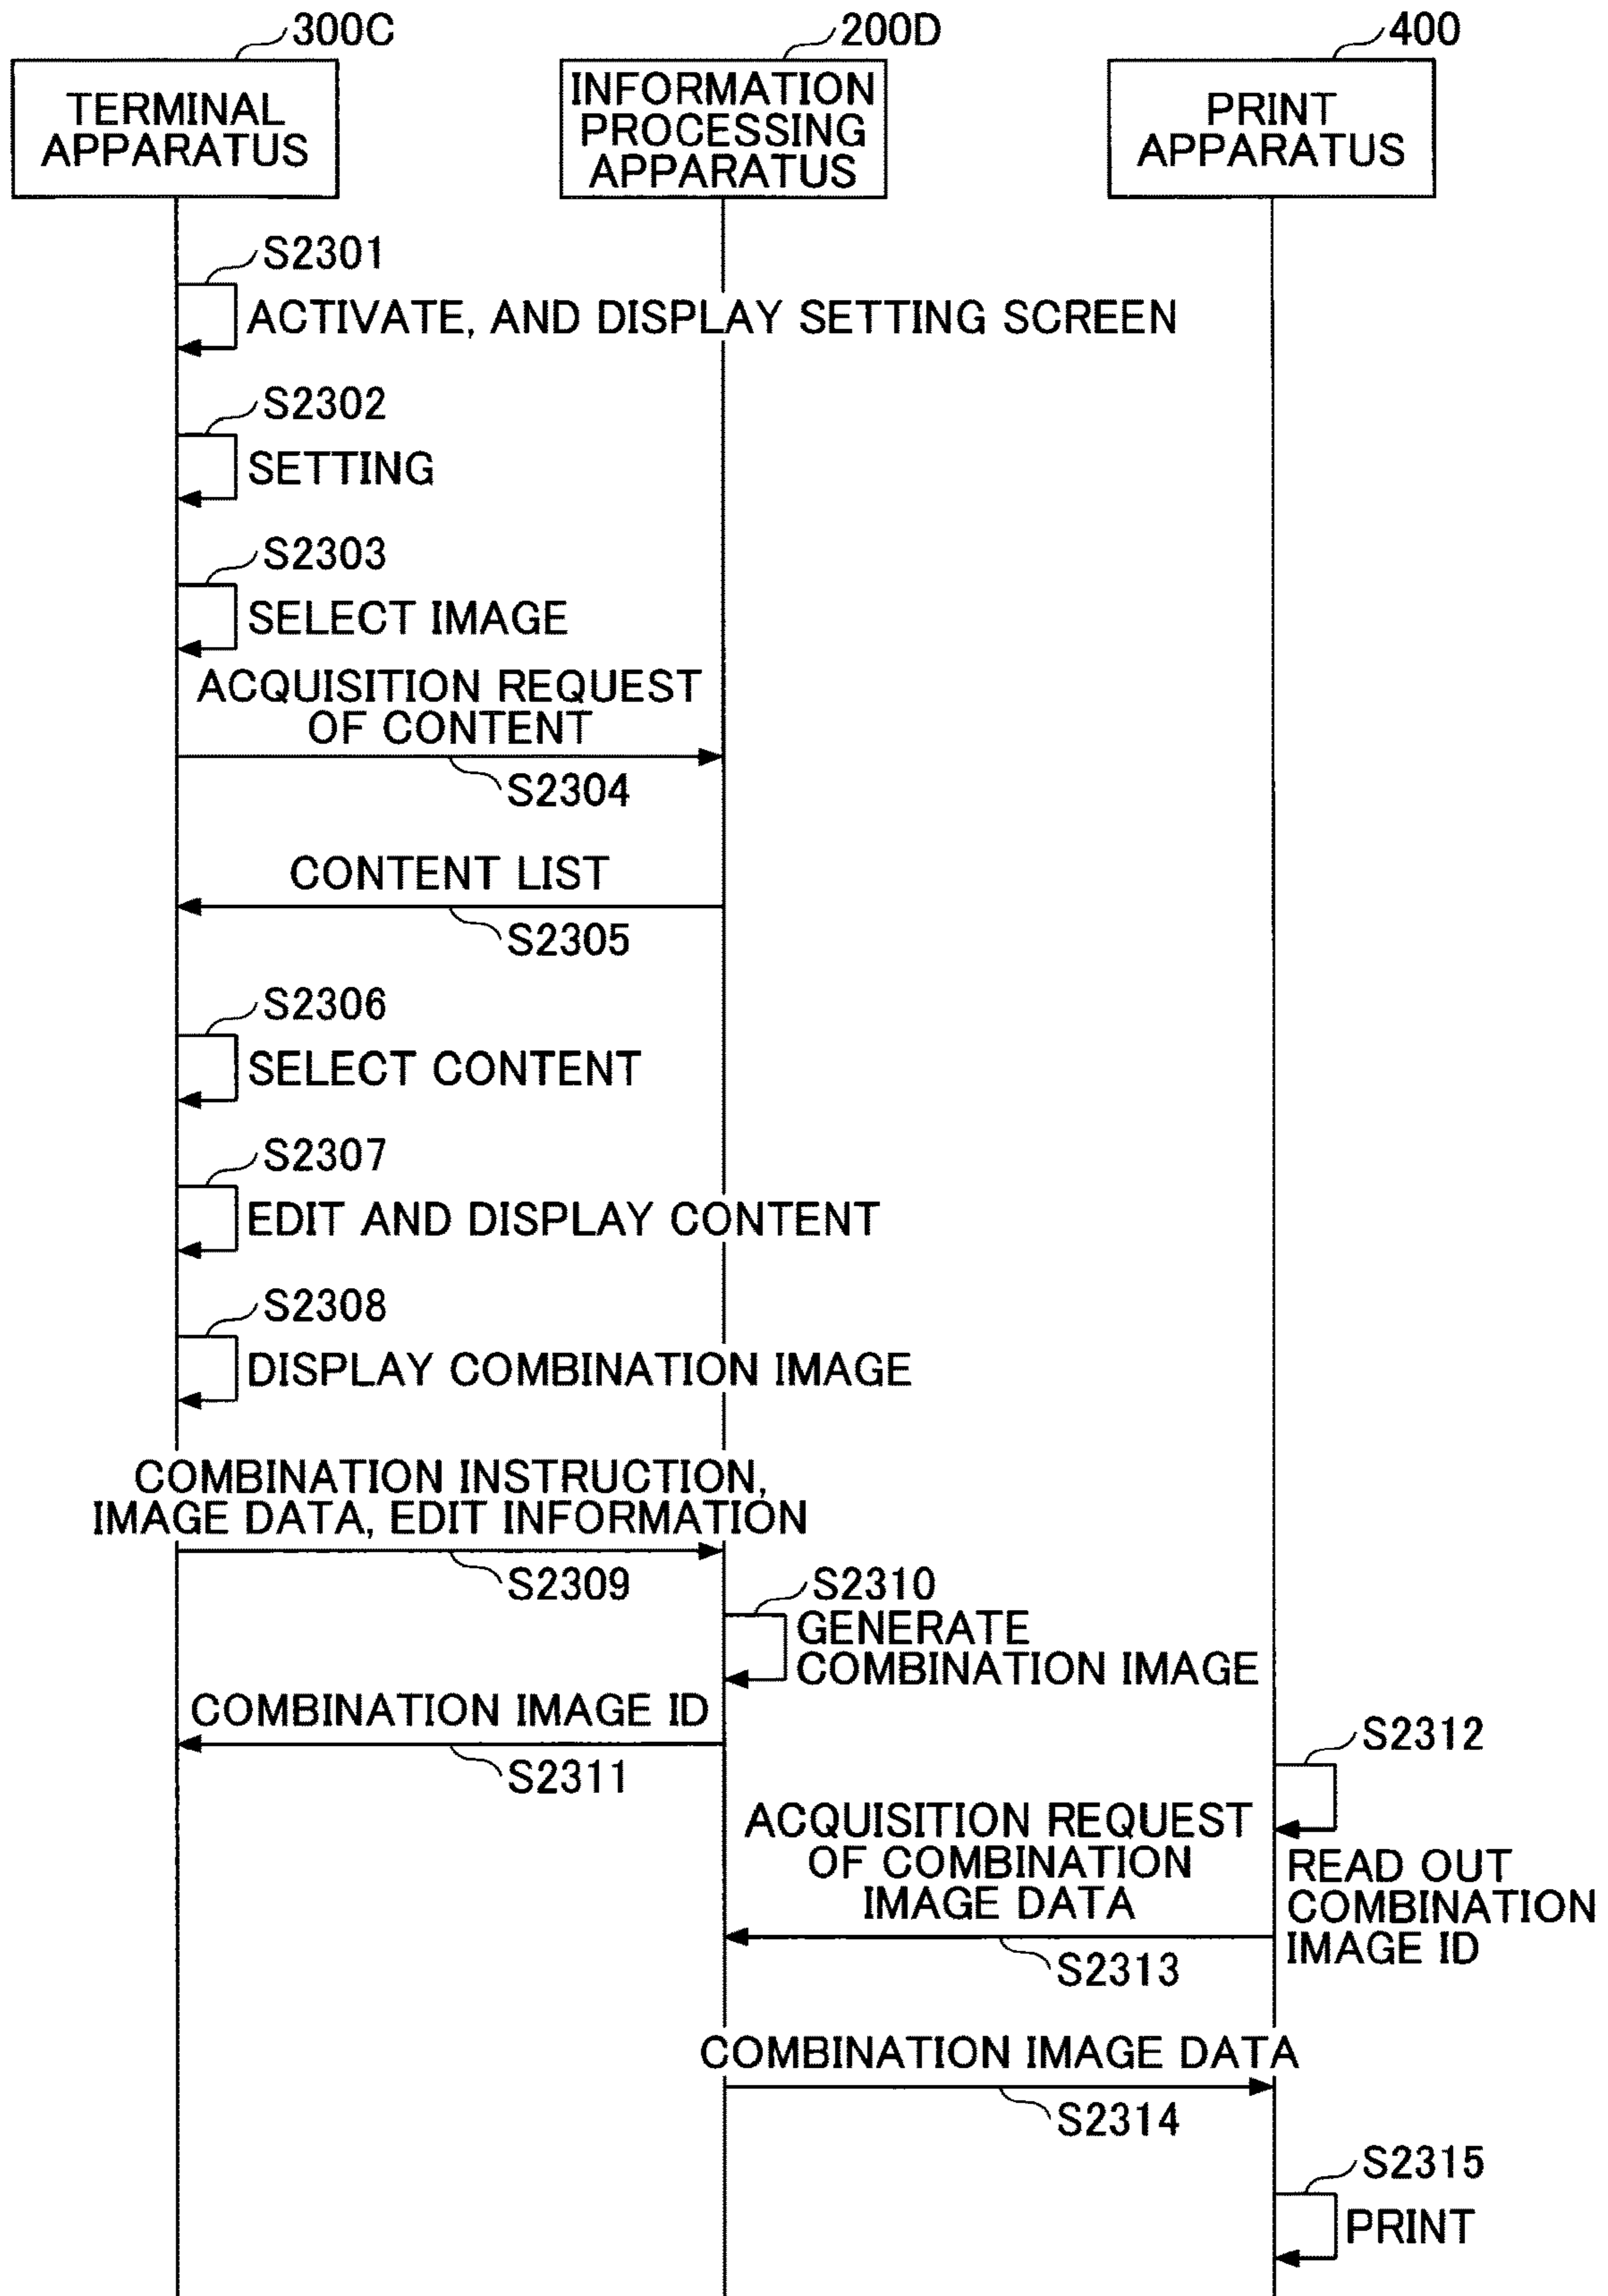 300C
200D
400
TERMINAL
APPARATUS
INFORMATION
PROCESSING
APPARATUS
PRINT
APPARATUS
S2301
ACTIVATE, AND DISPLAY SETTING SCREEN
S2302
SETTING
S2303
SELECT IMAGE
ACQUISITION REQUEST
OF CONTENT
S2304
CONTENT LIST
S2305
S2306
SELECT CONTENT
S2307
EDIT AND DISPLAY CONTENT
S2308
DISPLAY COMBINATION IMAGE
COMBINATION INSTRUCTION,
IMAGE DATA, EDIT INFORMATION
S2309
S2310
GENERATE
COMBINATION IMAGE
COMBINATION IMAGE ID
S2311
S2312
READ OUT
COMBINATION
IMAGE ID
ACQUISITION REQUEST
OF COMBINATION
IMAGE DATA
S2313
COMBINATION IMAGE DATA
S2314
S2315
PRINT